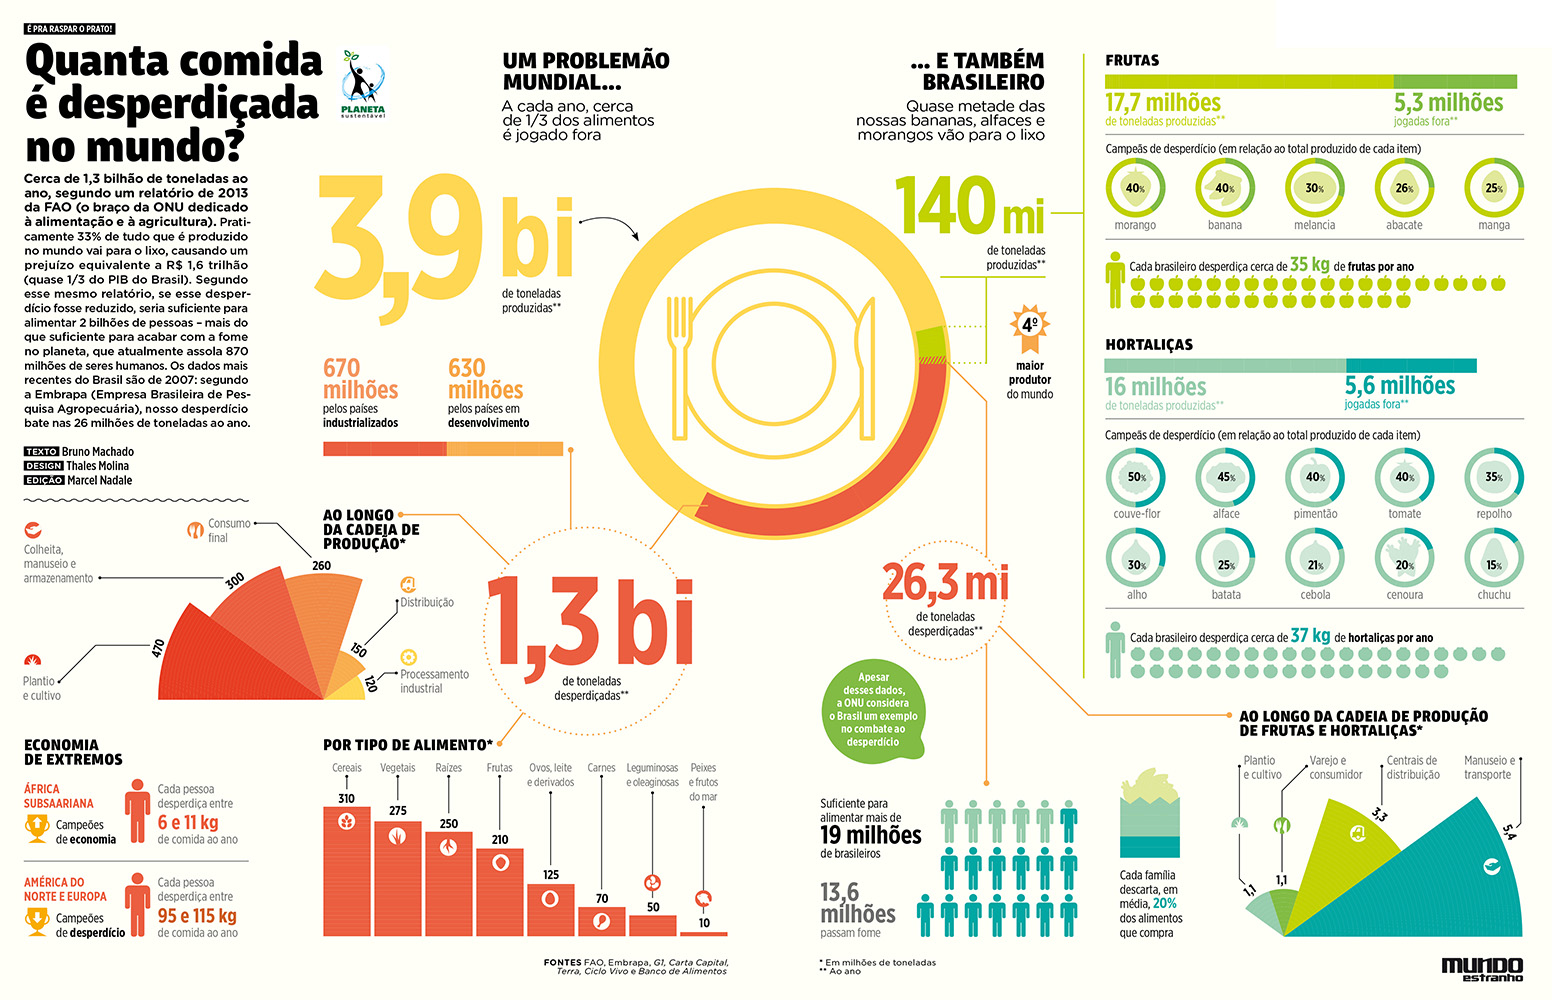 É PRA RASPAR O PRATO!
Quanta comida
é desperdiçada
no mundo?
PLANETA
sustentável
Cerca de 1,3 bilhão de toneladas ao
ano, segundo um relatório de 2013
da FAO (o braço da ONU dedicado
à alimentação e à agricultura). Prati-
camente 33% de tudo que é produzido
no mundo vai para o lixo, causando um
prejuízo equivalente a R$ 1,6 trilhão
(quase 1/3 do PIB do Brasil). Segundo
esse mesmo relatório, se esse desper-
dício fosse reduzido, seria suficiente para
alimentar 2 bilhões de pessoas – mais do
que suficiente para acabar com a fome
no planeta, que atualmente assola 870
milhões de seres humanos. Os dados mais
recentes do Brasil são de 2007: segundo
a Embrapa (Empresa Brasileira de Pes-
quisa Agropecuária), nosso desperdício
bate nas 26 milhões de toneladas ao ano.
TEXTO Bruno Machado
DESIGN Thales Molina
EDIÇÃO Marcel Nadale
UM PROBLEMÃO
MUNDIAL...
A cada ano, cerca
de 1/3 dos alimentos
é jogado fora
3,9 bi
de toneladas
produzidas**
670
milhões
pelos países
industrializados
630
milhões
pelos países em
desenvolvimento
... E TAMBÉM
BRASILEIRO
Quase metade das
nossas bananas, alfaces e
morangos vão para o lixo
140 mi
de toneladas
produzidas**
4º
maior
produtor
do mundo
FRUTAS
17,7 milhões
de toneladas produzidas**
5,3 milhões
jogadas fora**
Campeãs de desperdício (em relação ao total produzido de cada item)
40%
40%
30%
26%
25%
morango
banana
melancia
abacate
manga
Cada brasileiro desperdiça cerca de 35 kg de frutas por ano
HORTALIÇAS
16 milhões
de toneladas produzidas**
5,6 milhões
jogadas fora**
Campeãs de desperdício (em relação ao total produzido de cada item)
50%
45%
40%
40%
35%
couve-flor
alface
pimentão
tomate
repolho
30%
25%
21%
20%
15%
alho
batata
cebola
cenoura
chuchu
Cada brasileiro desperdiça cerca de 37 kg de hortaliças por ano
AO LONGO
DA CADEIA DE
PRODUÇÃO*
Colheita,
manuseio e
armazenamento
Consumo
final
Distribuição
Processamento
industrial
Plantio
e cultivo
470
300
260
150
120
1,3 bi
de toneladas
desperdiçadas**
26,3 mi
de toneladas
desperdiçadas**
Apesar
desses dados,
a ONU considera
o Brasil um exemplo
no combate ao
desperdício
ECONOMIA
DE EXTREMOS
ÁFRICA
SUBSAARIANA
Campeões
de economia
Cada pessoa
desperdiça entre
6 e 11 kg
de comida ao ano
AMÉRICA DO
NORTE E EUROPA
Campeões
de desperdício
Cada pessoa
desperdiça entre
95 e 115 kg
de comida ao ano
POR TIPO DE ALIMENTO*
Cereais
Vegetais
Raízes
Frutas
Ovos, leite
e derivados
Carnes
Leguminosas
e oleaginosas
Peixes
e frutos
do mar
310
275
250
210
125
70
50
10
Suficiente para
alimentar mais de
19 milhões
de brasileiros
13,6
milhões
passam fome
Cada família
descarta, em
média, 20%
dos alimentos
que compra
AO LONGO DA CADEIA DE PRODUÇÃO
DE FRUTAS E HORTALIÇAS*
Plantio
e cultivo
Varejo e
consumidor
Centrais de
distribuição
Manuseio e
transporte
1,1
1,1
3,3
5,4
FONTES FAO, Embrapa, G1, Carta Capital,
Terra, Ciclo Vivo e Banco de Alimentos
* Em milhões de toneladas
** Ao ano
MUNDO
estranho